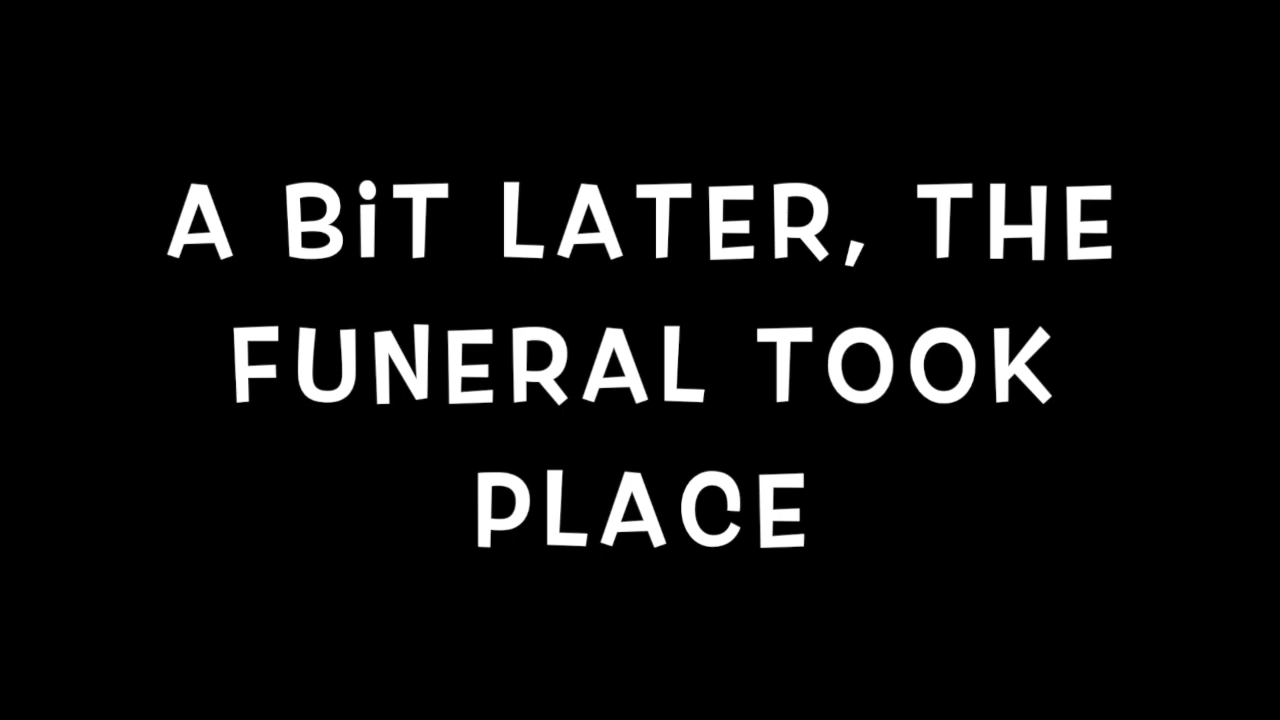 A BiT LATER, THE
FUNERAL TOOK
PLACE